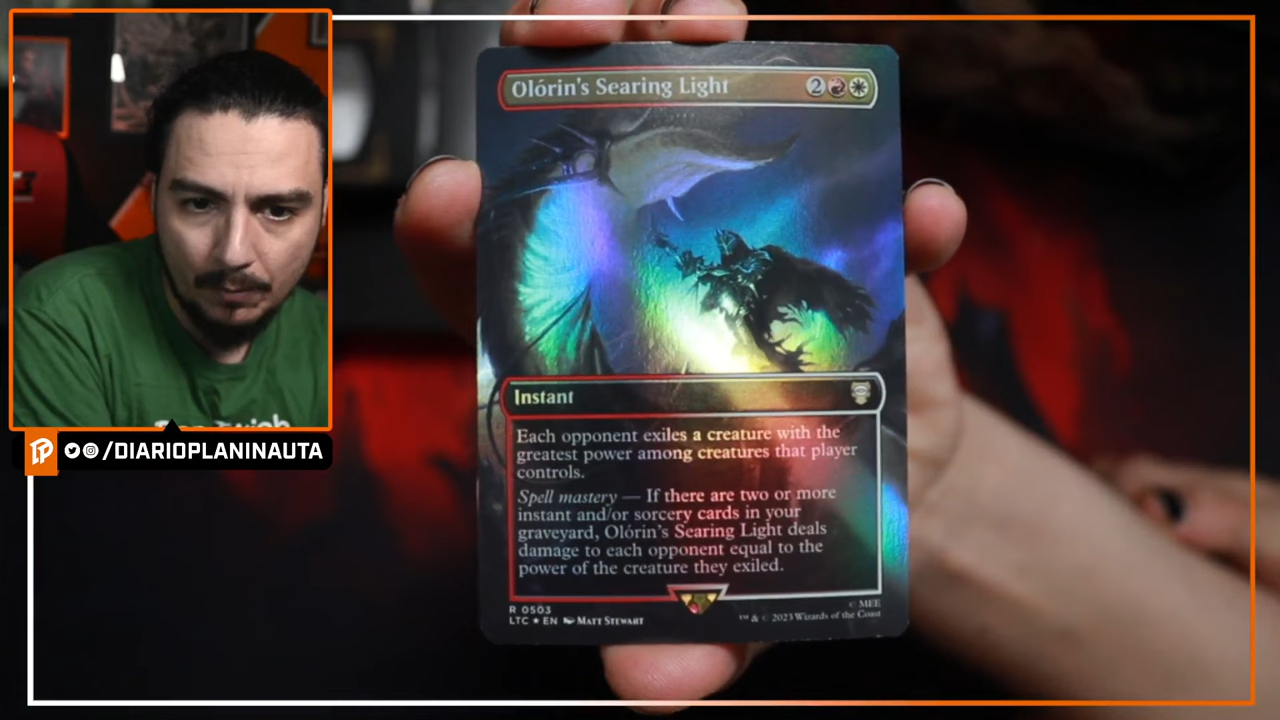 Olórin's Searing Light 2
Instant
Each opponent exiles a creature with the
greatest power among creatures that player
controls.
Spell mastery — If there are two or more
instant and/or sorcery cards in your
graveyard, Olórin's Searing Light deals
damage to each opponent equal to the
power of the creature they exiled.
R 0503
LTC ★ EN Matt Stewart
© MEE
™ & © 2023 Wizards of the Coast
/DIARIOPLANINAUTA